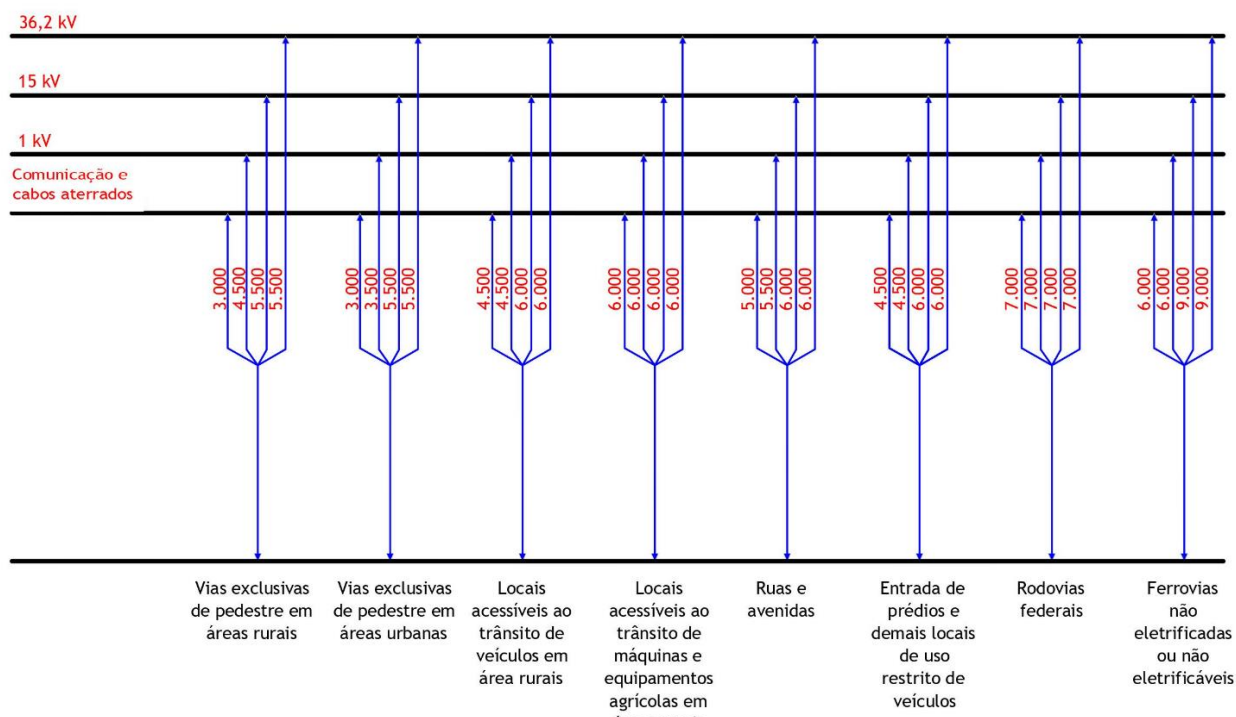 36,2 kV
15 kV
1 kV
Comunicação e
cabos aterrados
3.000
4.500
5.500
5.500
3.000
3.500
5.500
5.500
4.500
4.500
6.000
6.000
6.000
6.000
6.000
6.000
5.000
5.500
6.000
6.000
4.500
4.500
6.000
6.000
7.000
7.000
7.000
7.000
6.000
6.000
9.000
9.000
Vias exclusivas
de pedestre em
áreas rurais
Vias exclusivas
de pedestre em
áreas urbanas
Locais
acessíveis ao
trânsito de
veículos em
área rurais
Locais
acessíveis ao
trânsito de
máquinas e
equipamentos
agrícolas em
Ruas e
avenidas
Entrada de
prédios e
demais locais
de uso
restrito de
veículos
Rodovias
federais
Ferrovias
não
eletrificadas
ou não
eletrificáveis